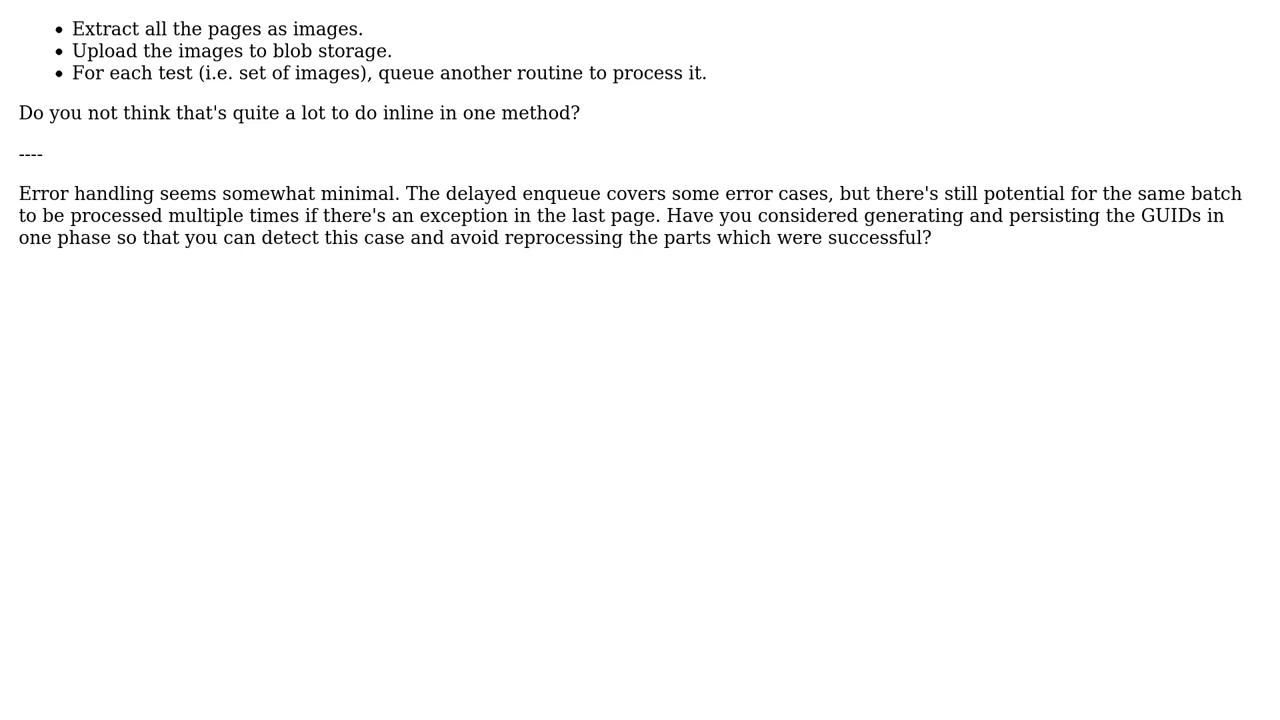 • Extract all the pages as images.
• Upload the images to blob storage.
• For each test (i.e. set of images), queue another routine to process it.
Do you not think that's quite a lot to do inline in one method?
----
Error handling seems somewhat minimal. The delayed enqueue covers some error cases, but there's still potential for the same batch
to be processed multiple times if there's an exception in the last page. Have you considered generating and persisting the GUIDs in
one phase so that you can detect this case and avoid reprocessing the parts which were successful?